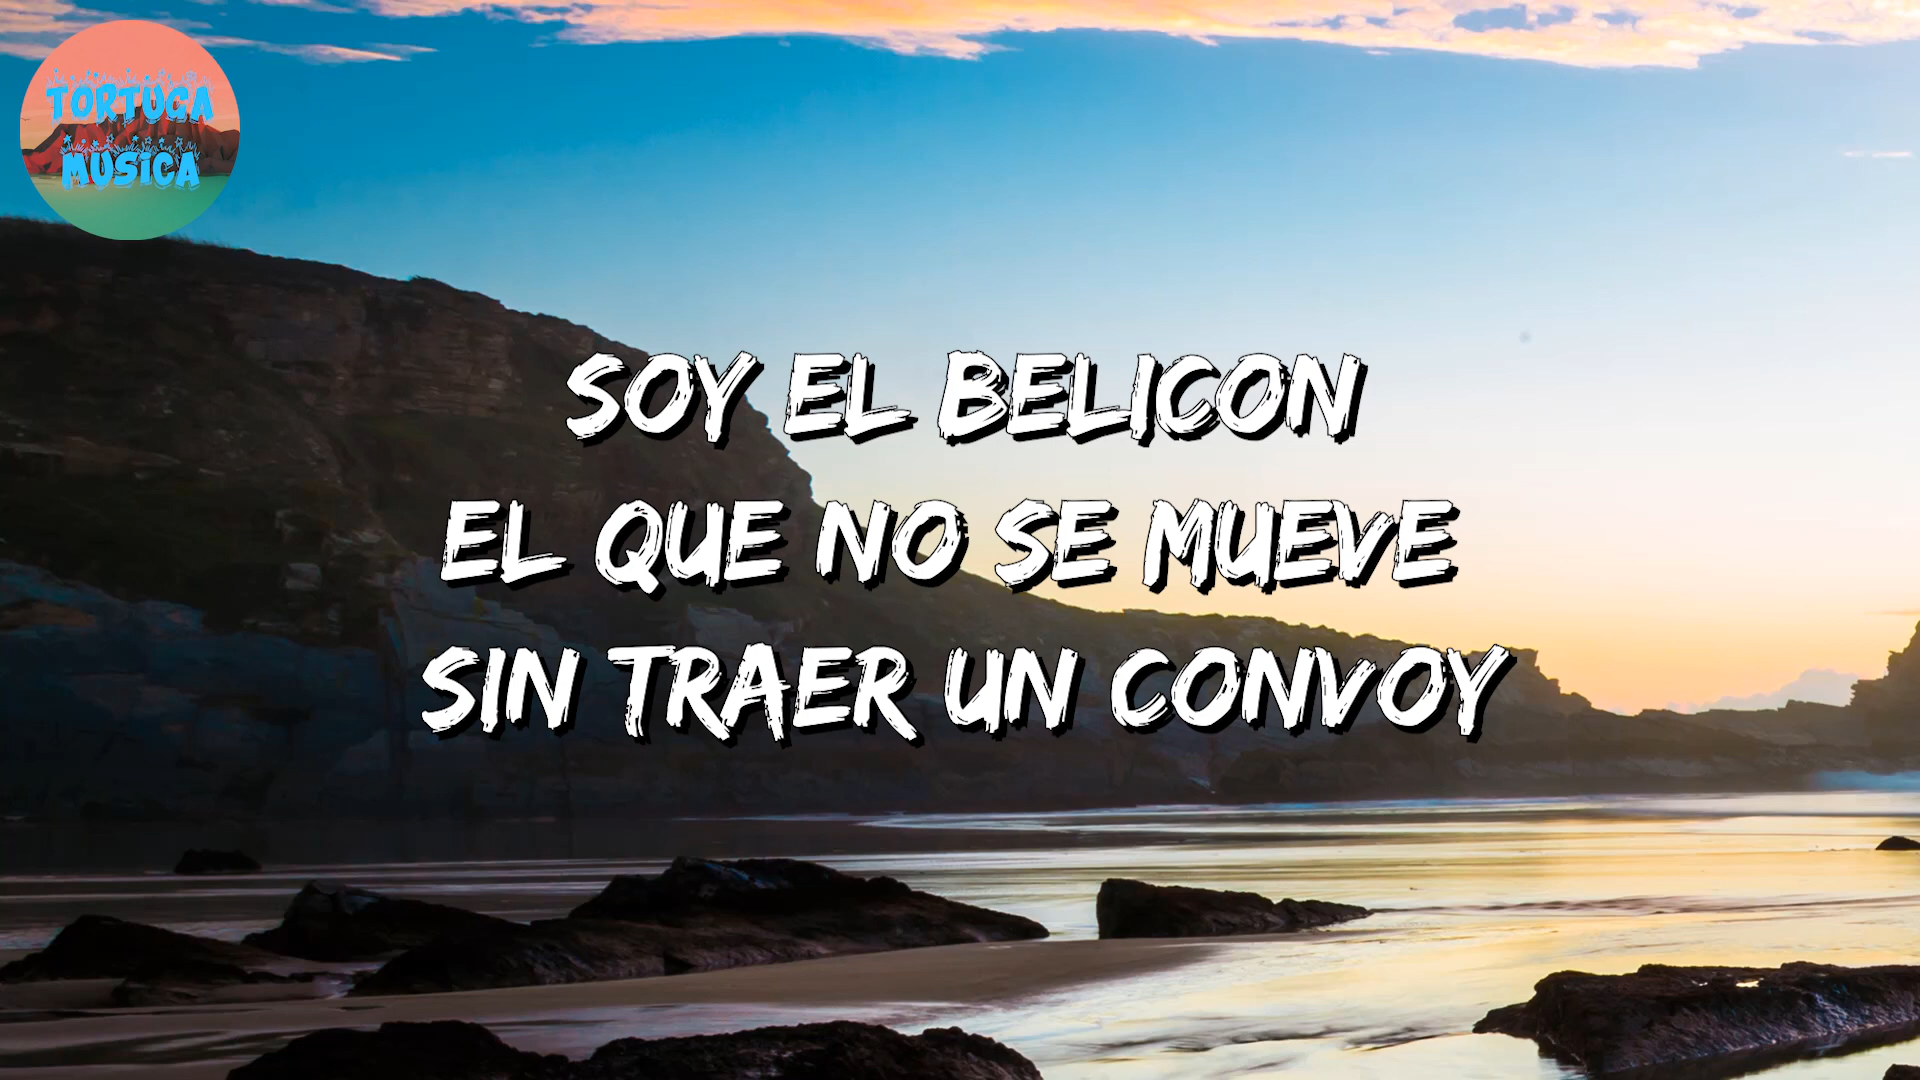 TORTUGA
MUSICA
SOY EL BELICON
EL QUE NO SE MUEVE
SIN TRAER UN CONVOY